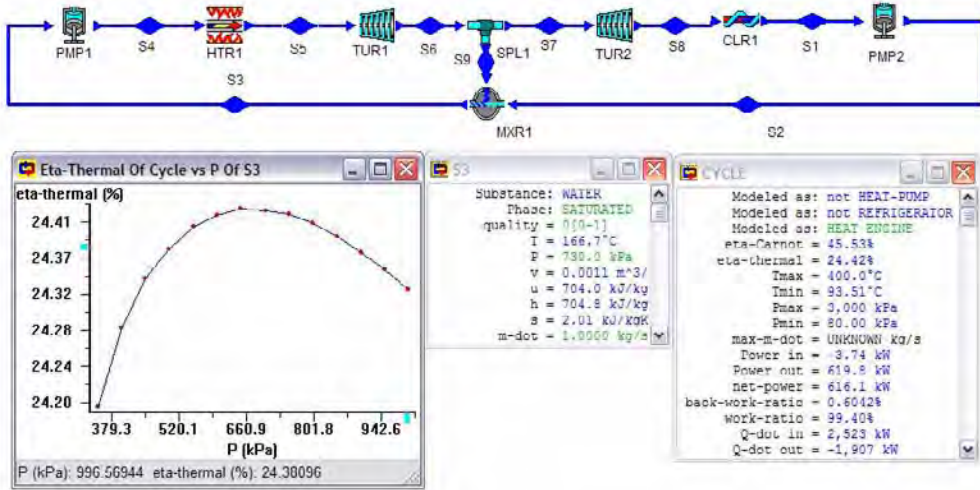 PMP1
S4
HTR1
S5
TUR1
S6
S9
SPL1
S7
TUR2
S8
CLR1
S1
PMP2
S3
MXR1
S2
Eta-Thermal Of Cycle vs P Of S3
eta-thermal (%)
24.41
24.37
24.32
24.28
24.24
24.20
379.3
520.1
660.9
801.8
942.6
P (kPa)
P (kPa): 996.56944 eta-thermal (%): 24.38096
S3
Substance: WATER
Phase: SATURATED
quality = 0[0-1]
T = 166.7°C
P = 730.0 kPa
v = 0.0011 m^3/
u = 704.0 kJ/kg
h = 704.8 kJ/kg
s = 2.01 kJ/kgK
m-dot = 1.0000 kg/s
CYCLE
Modeled as: not HEAT-PUMP
Modeled as: not REFRIGERATOR
Modeled as: HEAT ENGINE
eta-Carnot = 45.53%
eta-thermal = 24.42%
Tmax = 400.0°C
Tmin = 93.51°C
Pmax = 3,000 kPa
Pmin = 80.00 kPa
max-m-dot = UNKNOWN kg/s
Power in = -3.74 kW
Power out = 619.8 kW
net-power = 616.1 kW
back-work-ratio = 0.6042%
work-ratio = 99.40%
Q-dot in = 2,523 kW
Q-dot out = -1,907 kW